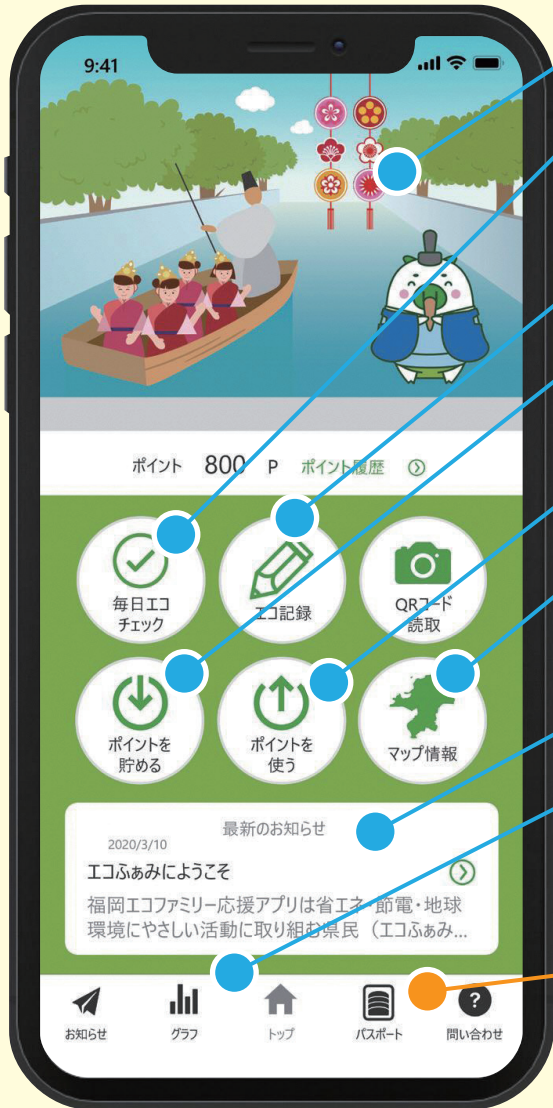 9:41
ポイント 800 P ポイント履歴
毎日エコ
チェック
エコ記録
QRコード
読取
ポイントを
貯める
ポイントを
使う
マップ情報
最新のお知らせ
2020/3/10
エコふぁみにようこそ
福岡エコファミリー応援アプリは省エネ・節電・地球
環境にやさしい活動に取り組む県民（エコふぁみ...
お知らせ
グラフ
トップ
パスポート
?
問い合わせ